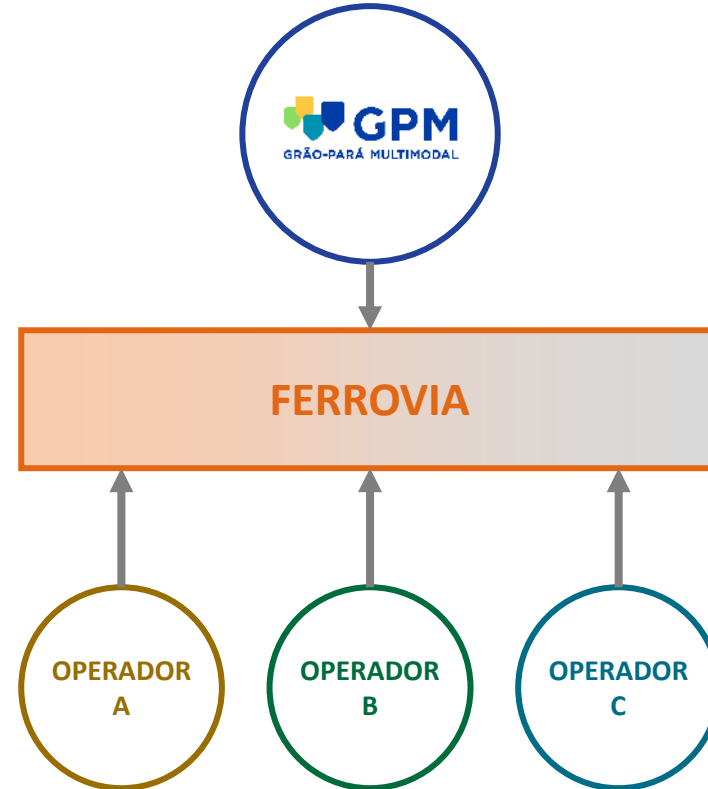 GPM
GRÃO-PARÁ MULTIMODAL
FERROVIA
OPERADOR
A
OPERADOR
B
OPERADOR
C